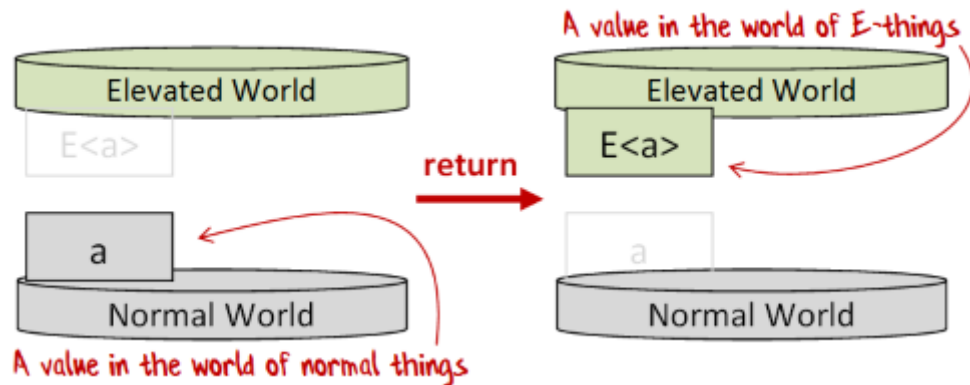 A value in the world of E-things
Elevated World
Elevated World
E<a>
E<a>
return
a
a
Normal World
Normal World
A value in the world of normal things